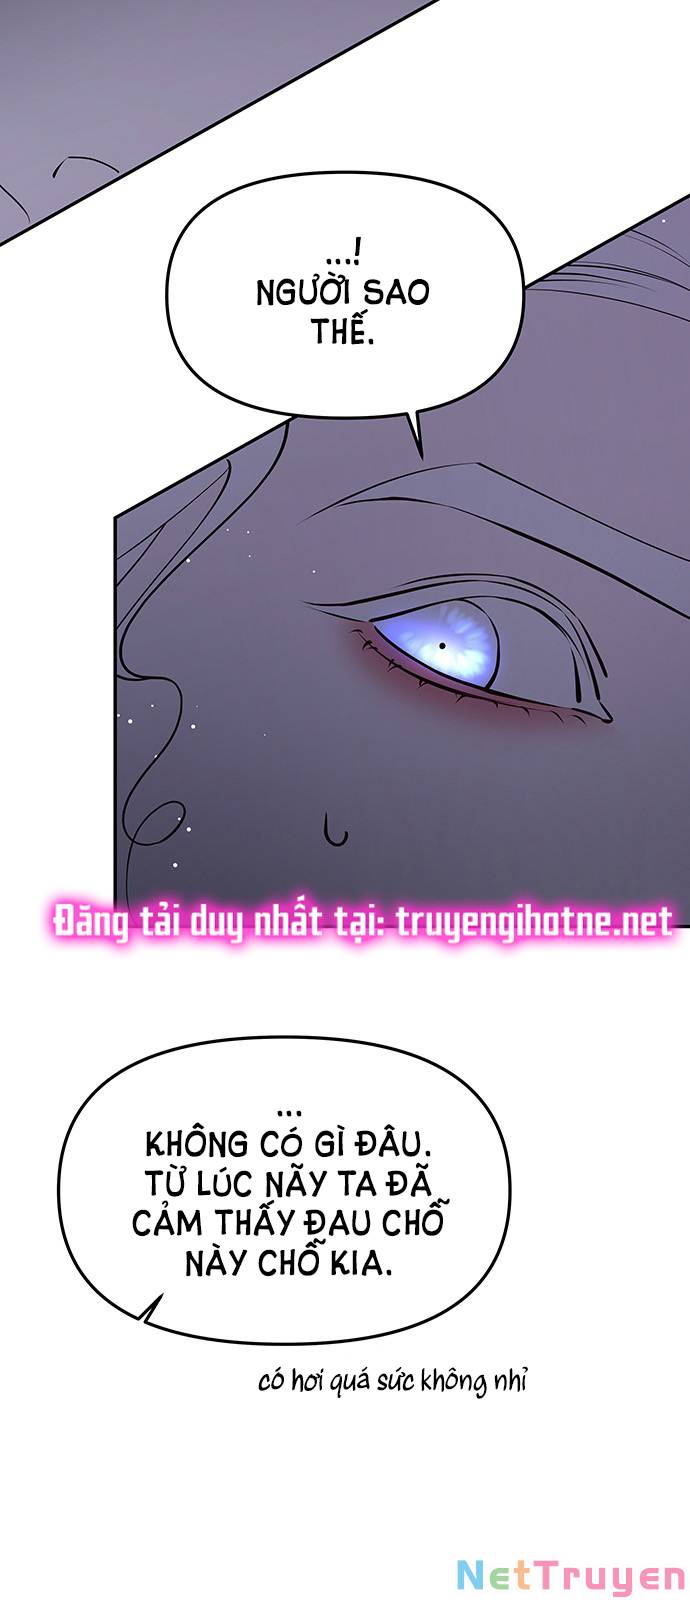 ...!
NGƯỜI SAO
THẾ.
Đăng tải duy nhất tại: truyengihotne.net
...
KHÔNG CÓ GÌ ĐÂU.
TỪ LÚC NÃY TA ĐÃ
CẢM THẤY ĐAU CHỖ
NÀY CHỖ KIA.
có hơi quá sức không nhỉ
NetTruyen